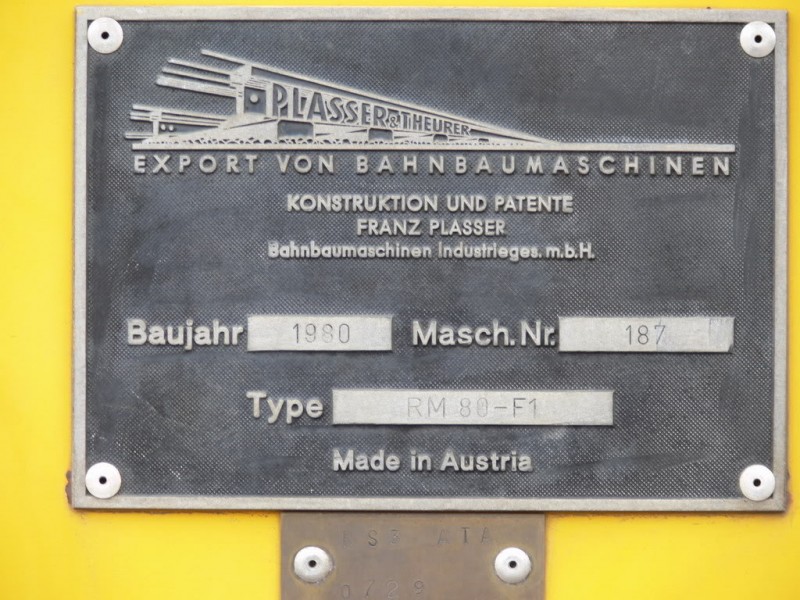 PLASSER & THEURER
EXPORT VON BAHNBAUMASCHINEN
KONSTRUKTION UND PATENTE
FRANZ PLASSER
Bahnbaumaschinen Industrieges. m.b.H.
Baujahr 1980 Masch. Nr. 187
Type RM 80-F1
Made in Austria
ATA